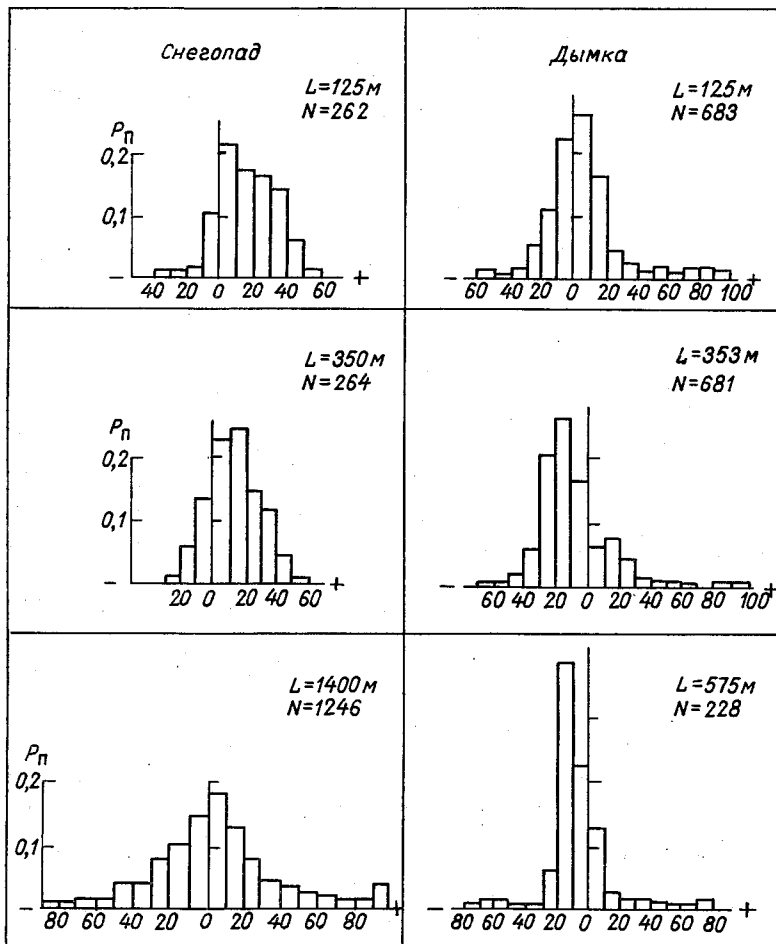 Снегопад
L=125м
N=262
Pп
0,2
0,1
− 40 20 0 20 40 60 +
Дымка
L=125м
N=683
− 60 40 20 0 20 40 60 80 100 +
L=350м
N=264
Pп
0,2
0,1
− 20 0 20 40 60 +
L=353м
N=681
− 60 40 20 0 20 40 60 80 100 +
L=1400м
N=1246
Pп
0,2
0,1
− 80 60 40 20 0 20 40 60 80 +
L=575м
N=228
− 80 60 40 20 0 20 40 60 80 +